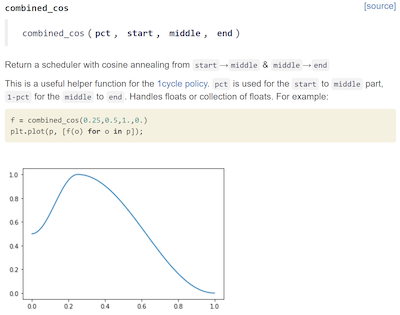 combined_cos [source]
combined_cos ( pct , start , middle , end )
Return a scheduler with cosine annealing from start → middle & middle → end
This is a useful helper function for the 1cycle policy. pct is used for the start to middle part,
1-pct for the middle to end . Handles floats or collection of floats. For example:
f = combined_cos(0.25,0.5,1.,0.)
plt.plot(p, [f(o) for o in p]);
1.0
0.8
0.6
0.4
0.2
0.0
0.0 0.2 0.4 0.6 0.8 1.0